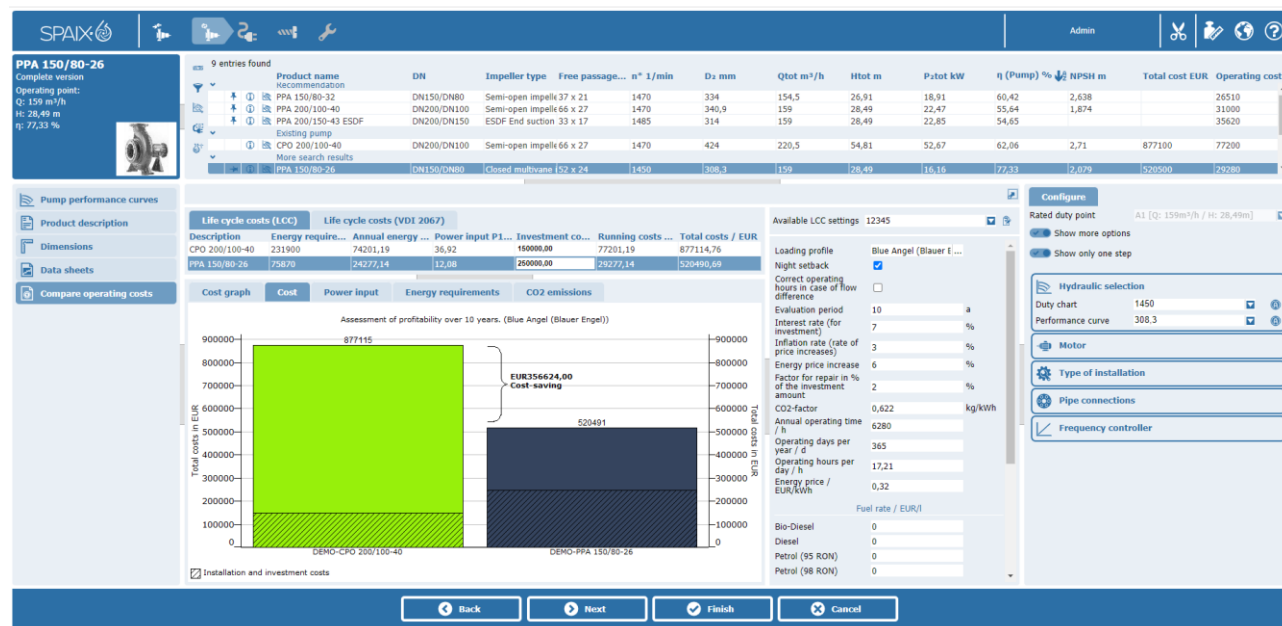 SPAIX
Admin
PPA 150/80-26
Complete version
Operating point:
Q: 159 m³/h
H: 28,49 m
η: 77,33 %
9 entries found
Product name DN Impeller type Free passage... n° 1/min D₂ mm Qtot m³/h Htot m P₂tot kW η (Pump) % NPSH m Total cost EUR Operating cost
Recommendation
PPA 150/80-32 DN150/DN80 Semi-open impelle 37 x 21 1470 334 154,5 26,91 18,91 60,42 2,638 26510
PPA 200/100-40 DN200/DN100 Semi-open impelle 66 x 27 1470 340,9 159 28,49 22,47 55,64 1,874 31000
PPA 200/150-43 ESDF DN200/DN150 ESDF End suction 33 x 17 1485 314 159 28,49 22,85 54,65 35620
Existing pump
CPO 200/100-40 DN200/DN100 Semi-open impelle 66 x 27 1470 424 220,5 54,81 52,67 62,06 2,71 877100 77200
More search results
PPA 150/80-26 DN150/DN80 Closed multivane 52 x 24 1450 308,3 159 28,49 16,16 77,33 2,079 520500 29280
Pump performance curves
Product description
Dimensions
Data sheets
Compare operating costs
Life cycle costs (LCC) Life cycle costs (VDI 2067)
Description Energy require... Annual energy ... Power input P1... Investment co... Running costs ... Total costs / EUR
CPO 200/100-40 231900 74201,19 36,92 150000,00 77201,19 877114,76
PPA 150/80-26 75870 24277,14 12,08 250000,00 29277,14 520490,69
Cost graph Cost Power input Energy requirements CO2 emissions
Assessment of profitability over 10 years. (Blue Angel (Blauer Engel))
877115
EUR356624,00
Cost-saving
520491
900000 900000
800000 800000
700000 700000
600000 600000
500000 500000
400000 400000
300000 300000
200000 200000
100000 100000
0 0
Total costs in EUR
Total costs in EUR
DEMO-CPO 200/100-40 DEMO-PPA 150/80-26
Installation and investment costs
Available LCC settings 12345
Loading profile Blue Angel (Blauer E ...
Night setback
Correct operating
hours in case of flow
difference
Evaluation period 10 a
Interest rate (for
investment) 7 %
Inflation rate (rate of
price increases) 3 %
Energy price increase 6 %
Factor for repair in %
of the investment
amount 2 %
CO2-factor 0,622 kg/kWh
Annual operating time
/ h 6280
Operating days per
year / d 365
Operating hours per
day / h 17,21
Energy price /
EUR/kWh 0,32
Fuel rate / EUR/l
Bio-Diesel 0
Diesel 0
Petrol (95 RON) 0
Petrol (98 RON) 0
Configure
Rated duty point A1 [Q: 159m³/h / H: 28,49m]
Show more options
Show only one step
Hydraulic selection
Duty chart 1450
Performance curve 308,3
Motor
Type of installation
Pipe connections
Frequency controller
Back Next Finish Cancel